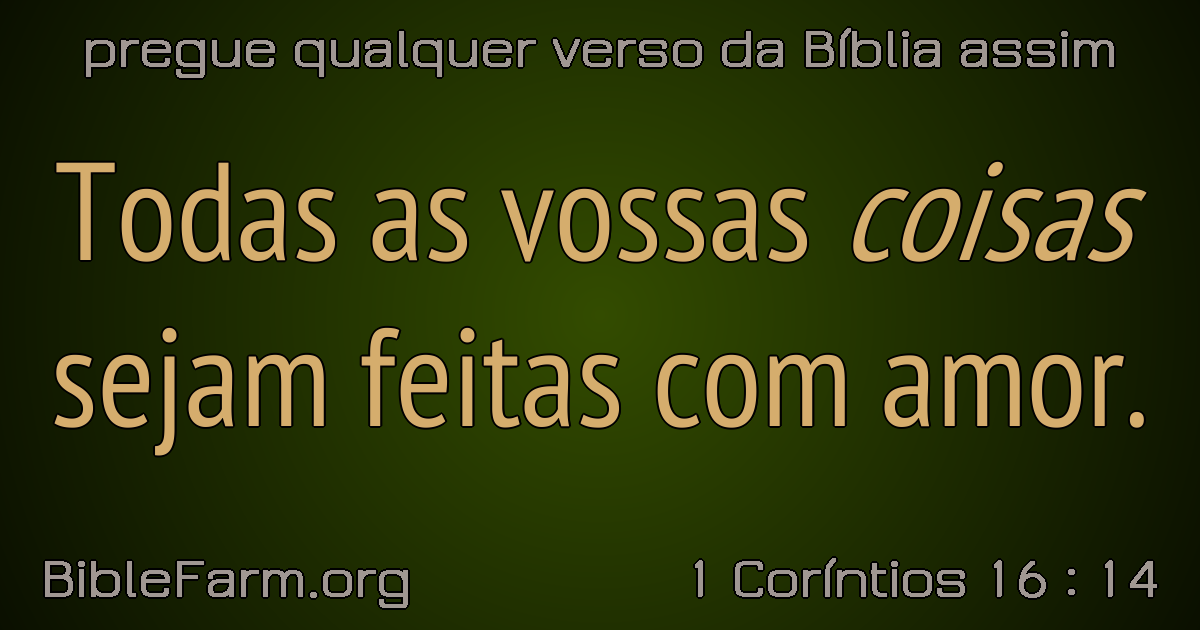 pregue qualquer verso da Bíblia assim
Todas as vossas coisas
sejam feitas com amor.
BibleFarm.org
1 Coríntios 16 : 14